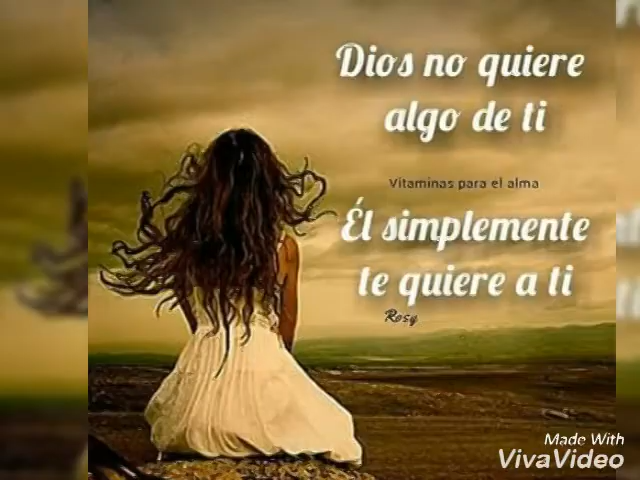 Dios no quiere
algo de ti
Vitaminas para el alma
Él simplemente
te quiere a ti
Rosy
Made With
VivaVideo